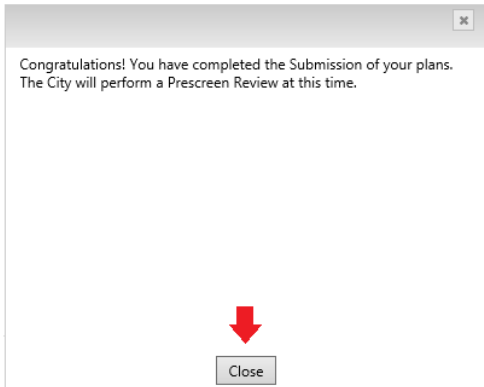 Congratulations! You have completed the Submission of your plans.
The City will perform a Prescreen Review at this time.
Close